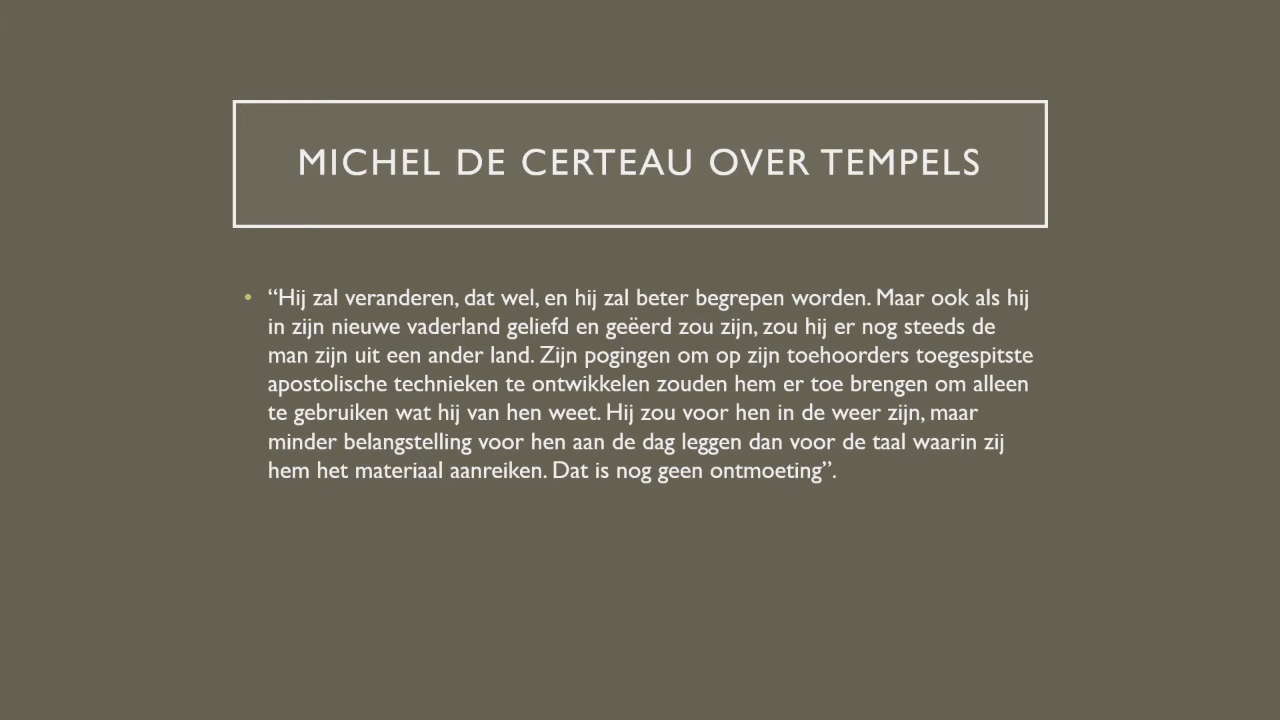 MICHEL DE CERTEAU OVER TEMPELS
• “Hij zal veranderen, dat wel, en hij zal beter begrepen worden. Maar ook als hij
in zijn nieuwe vaderland geliefd en geëerd zou zijn, zou hij er nog steeds de
man zijn uit een ander land. Zijn pogingen om op zijn toehoorders toegespitste
apostolische technieken te ontwikkelen zouden hem er toe brengen om alleen
te gebruiken wat hij van hen weet. Hij zou voor hen in de weer zijn, maar
minder belangstelling voor hen aan de dag leggen dan voor de taal waarin zij
hem het materiaal aanreiken. Dat is nog geen ontmoeting”.